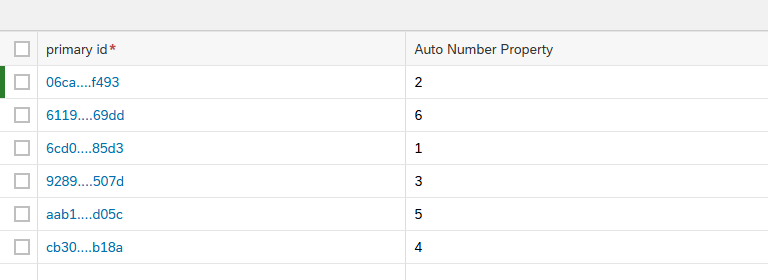 primary id* Auto Number Property
06ca....f493 2
6119....69dd 6
6cd0....85d3 1
9289....507d 3
aab1....d05c 5
cb30....b18a 4